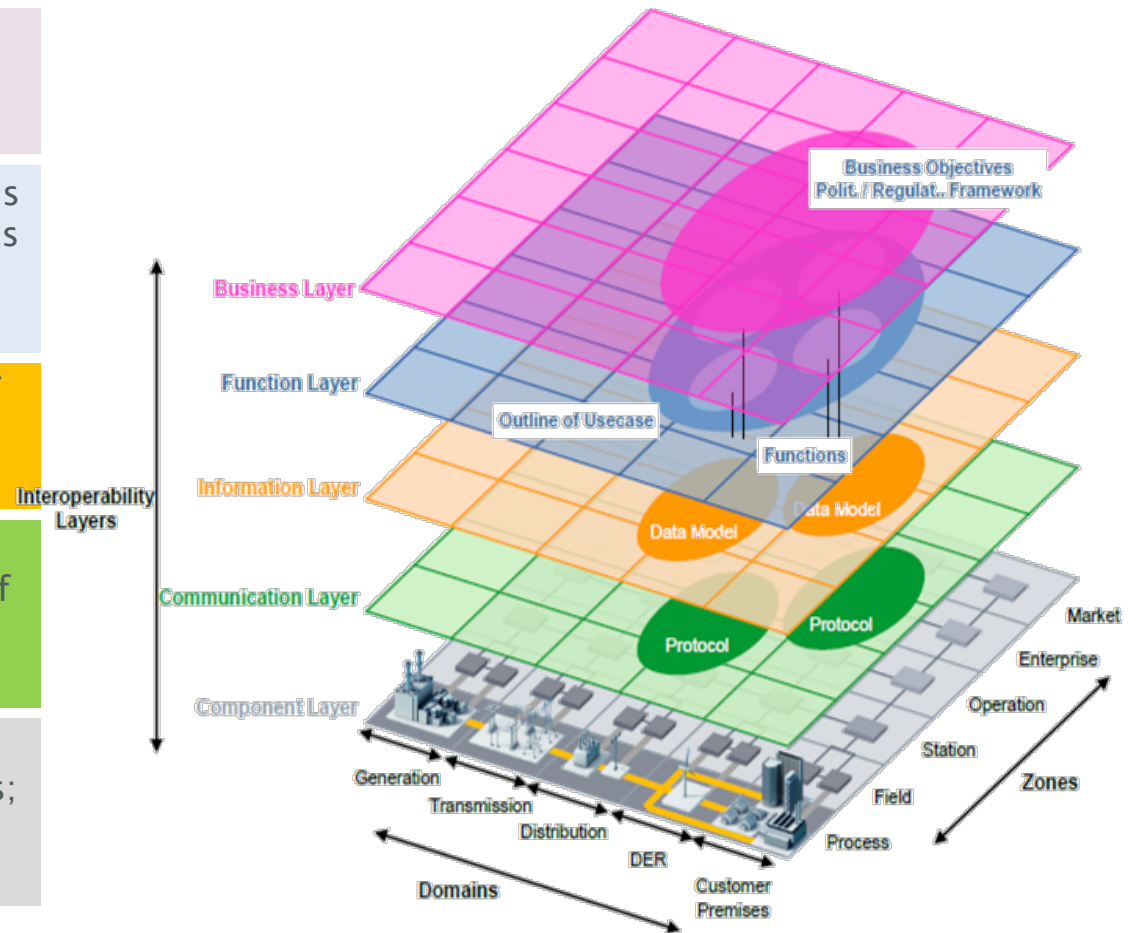 s
s
f
s;
Business Objectives
Polit. / Regulat.. Framework
Business Layer
Function Layer
Outline of Usecase
Functions
Information Layer
Interoperability
Layers
Data Model
Data Model
Communication Layer
Protocol
Protocol
Component Layer
Market
Enterprise
Operation
Station
Field
Process
Zones
Generation
Transmission
Distribution
DER
Customer
Premises
Domains